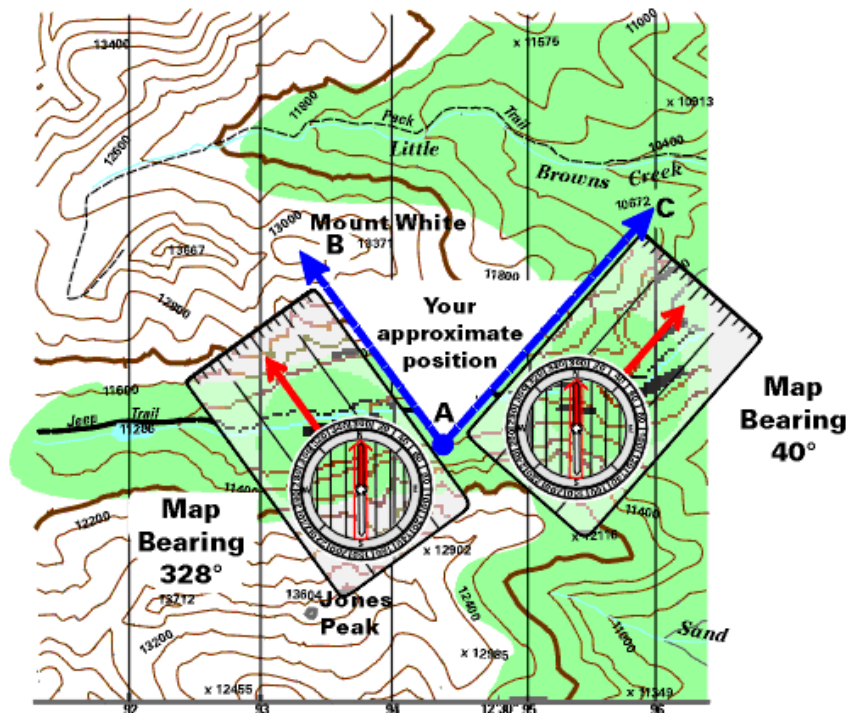 13400
x 11576
11000
11800
x 10913
Pack
Trail
12600
Little
10400
Browns Creek
10672
C
13000
Mount White
B
13371
13667
11800
12800
Your
approximate
position
11600
A
Map
Bearing
40°
Jeep Trail
11286
11400
Map
Bearing
328°
12200
11400
x 12116
x 12902
13712
13604
Jones
Peak
12400
13200
11000
Sand
x 12985
x 12455
x 11349
92
93
94
12'30"
95
96